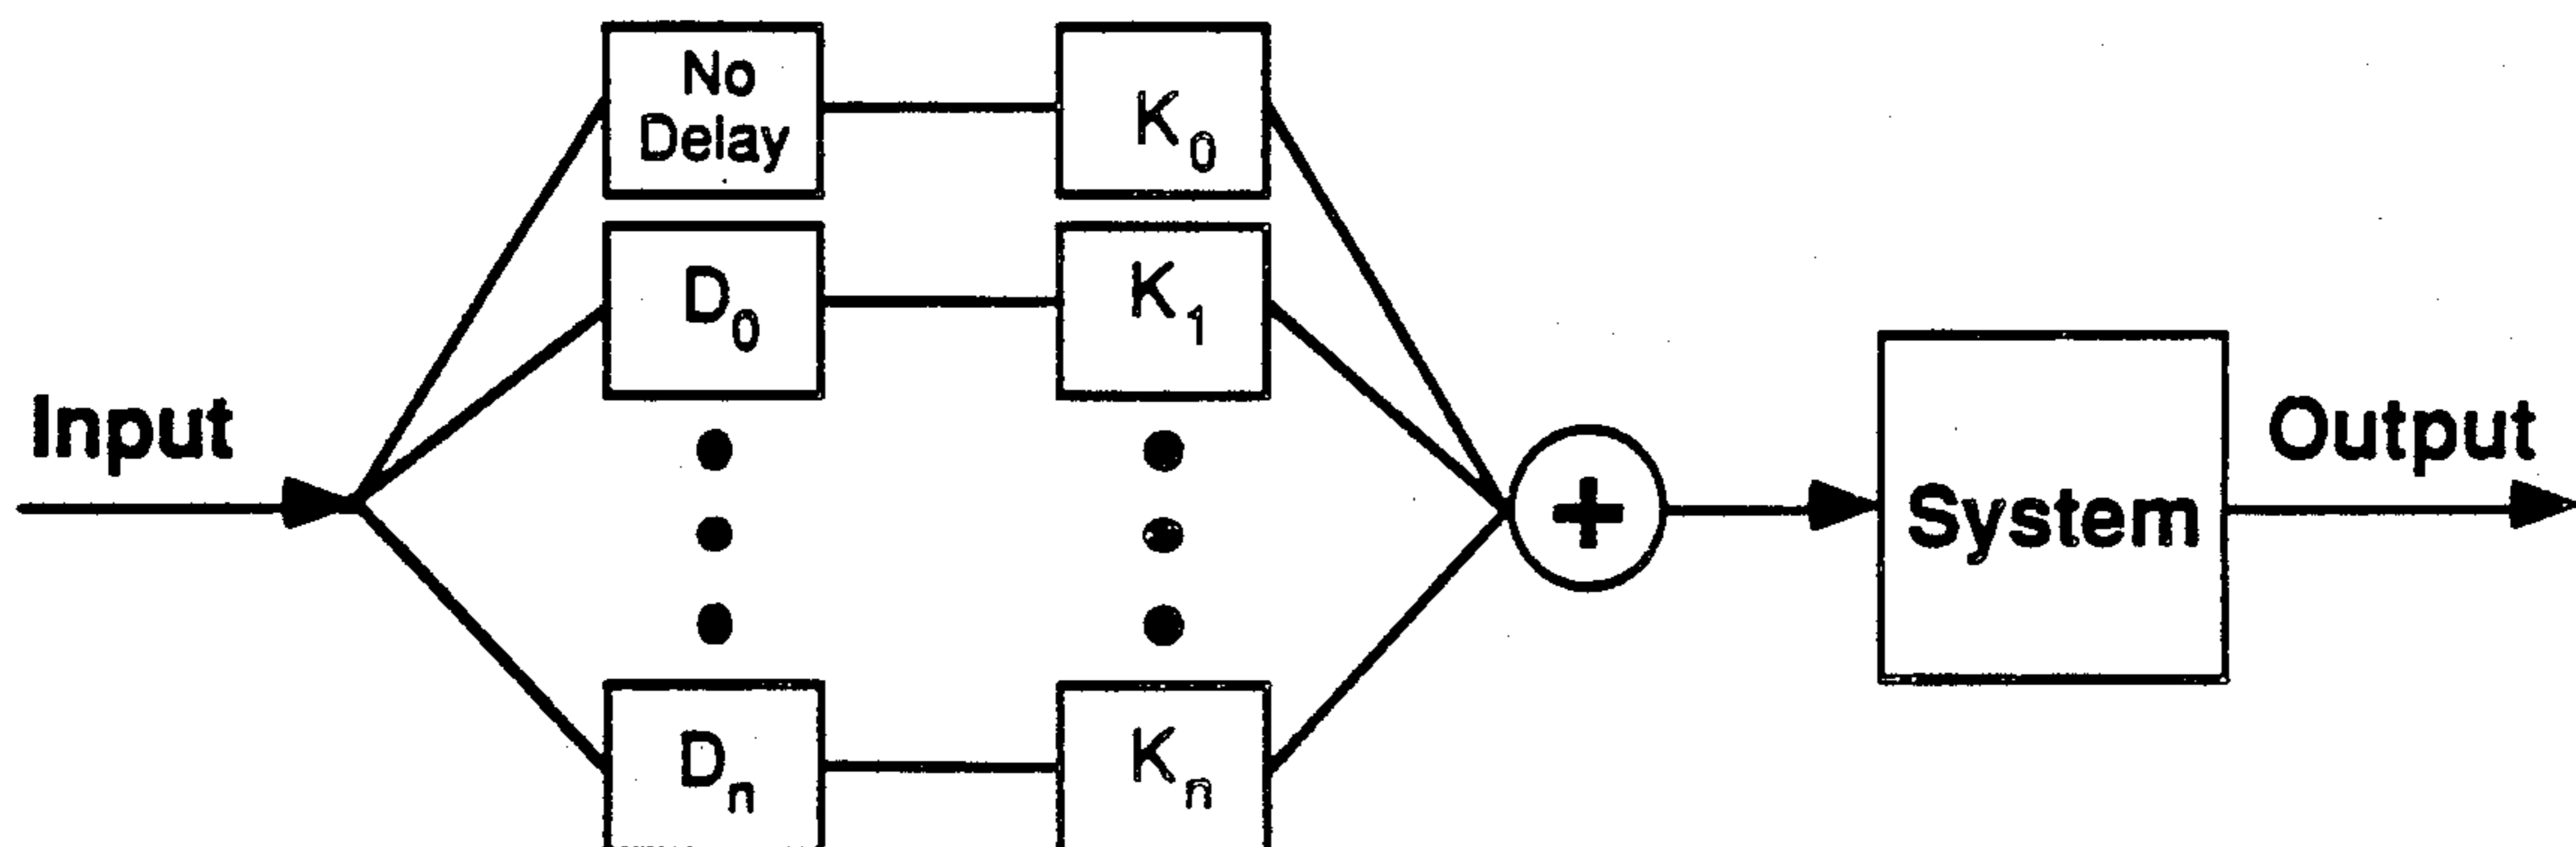 No
Delay
K0
D0
K1
Input
+
System
Output
Dn
Kn